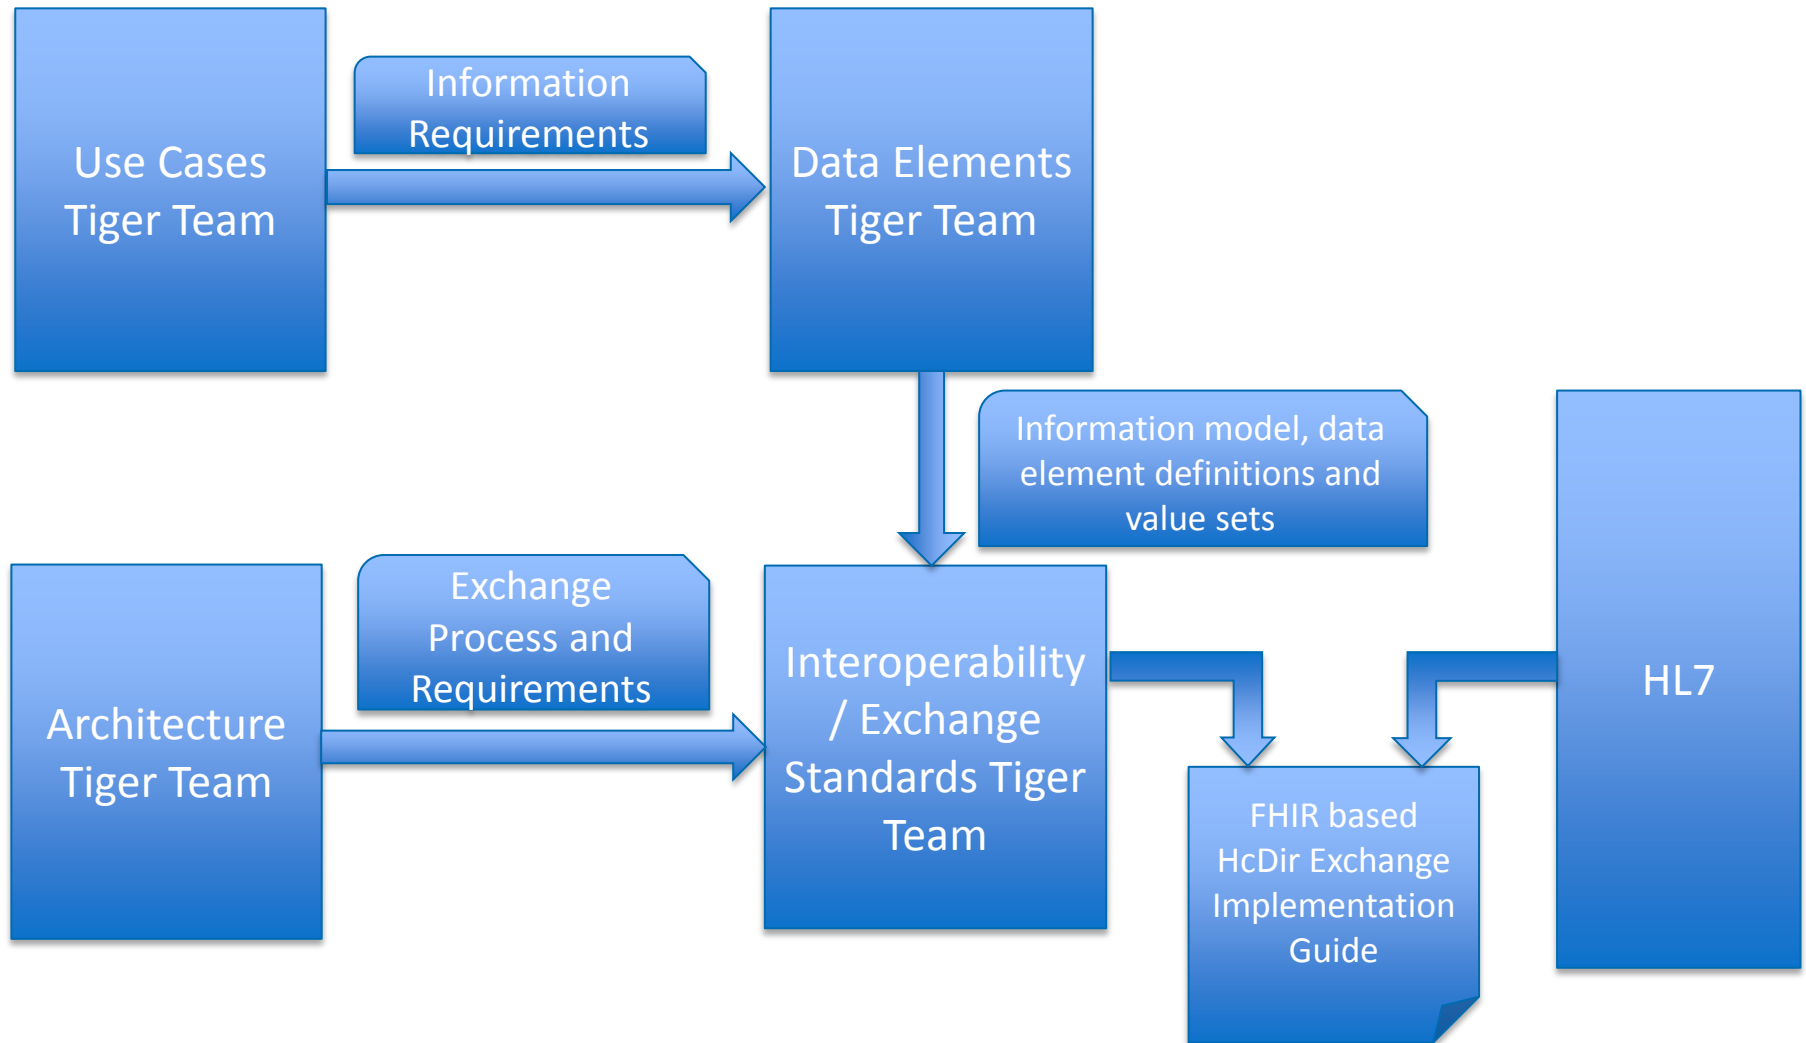 Use Cases
Tiger Team
Information
Requirements
Data Elements
Tiger Team
Information model, data
element definitions and
value sets
Architecture
Tiger Team
Exchange
Process and
Requirements
Interoperability
/ Exchange
Standards Tiger
Team
HL7
FHIR based
HcDir Exchange
Implementation
Guide